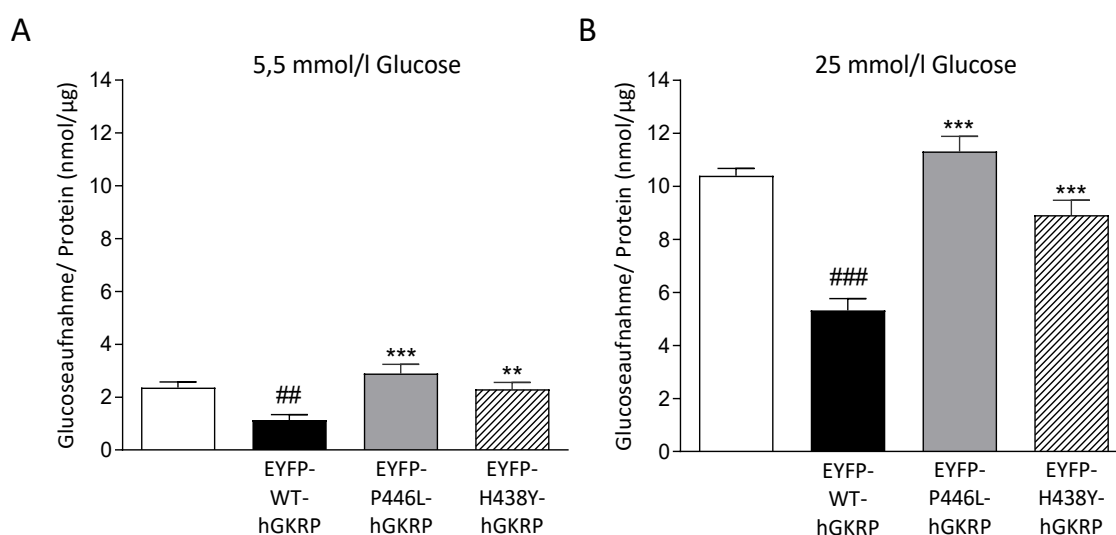 A
5,5 mmol/l Glucose
Glucoseaufnahme/ Protein (nmol/µg)
14
12
10
8
6
4
2
0
##
***
**
EYFP-
WT-
hGKRP
EYFP-
P446L-
hGKRP
EYFP-
H438Y-
hGKRP
B
25 mmol/l Glucose
Glucoseaufnahme/ Protein (nmol/µg)
14
12
10
8
6
4
2
0
###
***
***
EYFP-
WT-
hGKRP
EYFP-
P446L-
hGKRP
EYFP-
H438Y-
hGKRP